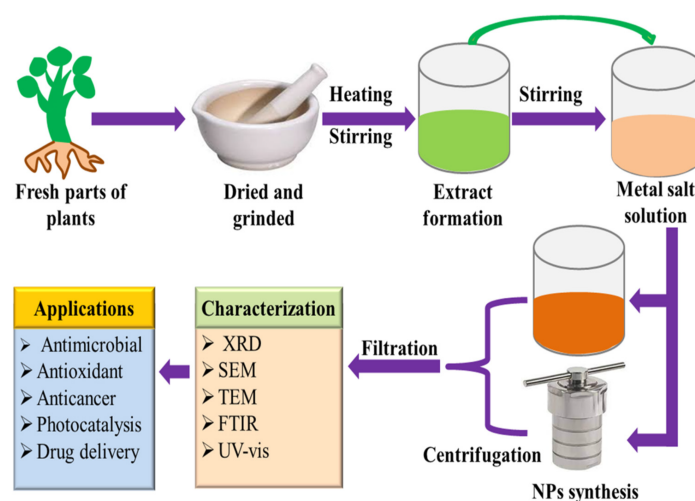 Heating
Stirring
Stirring
Fresh parts of
plants
Dried and
grinded
Extract
formation
Metal salt
solution
Applications
➢ Antimicrobial
➢ Antioxidant
➢ Anticancer
➢ Photocatalysis
➢ Drug delivery
Characterization
➢ XRD
➢ SEM
➢ TEM
➢ FTIR
➢ UV-vis
Filtration
Centrifugation
NPs synthesis